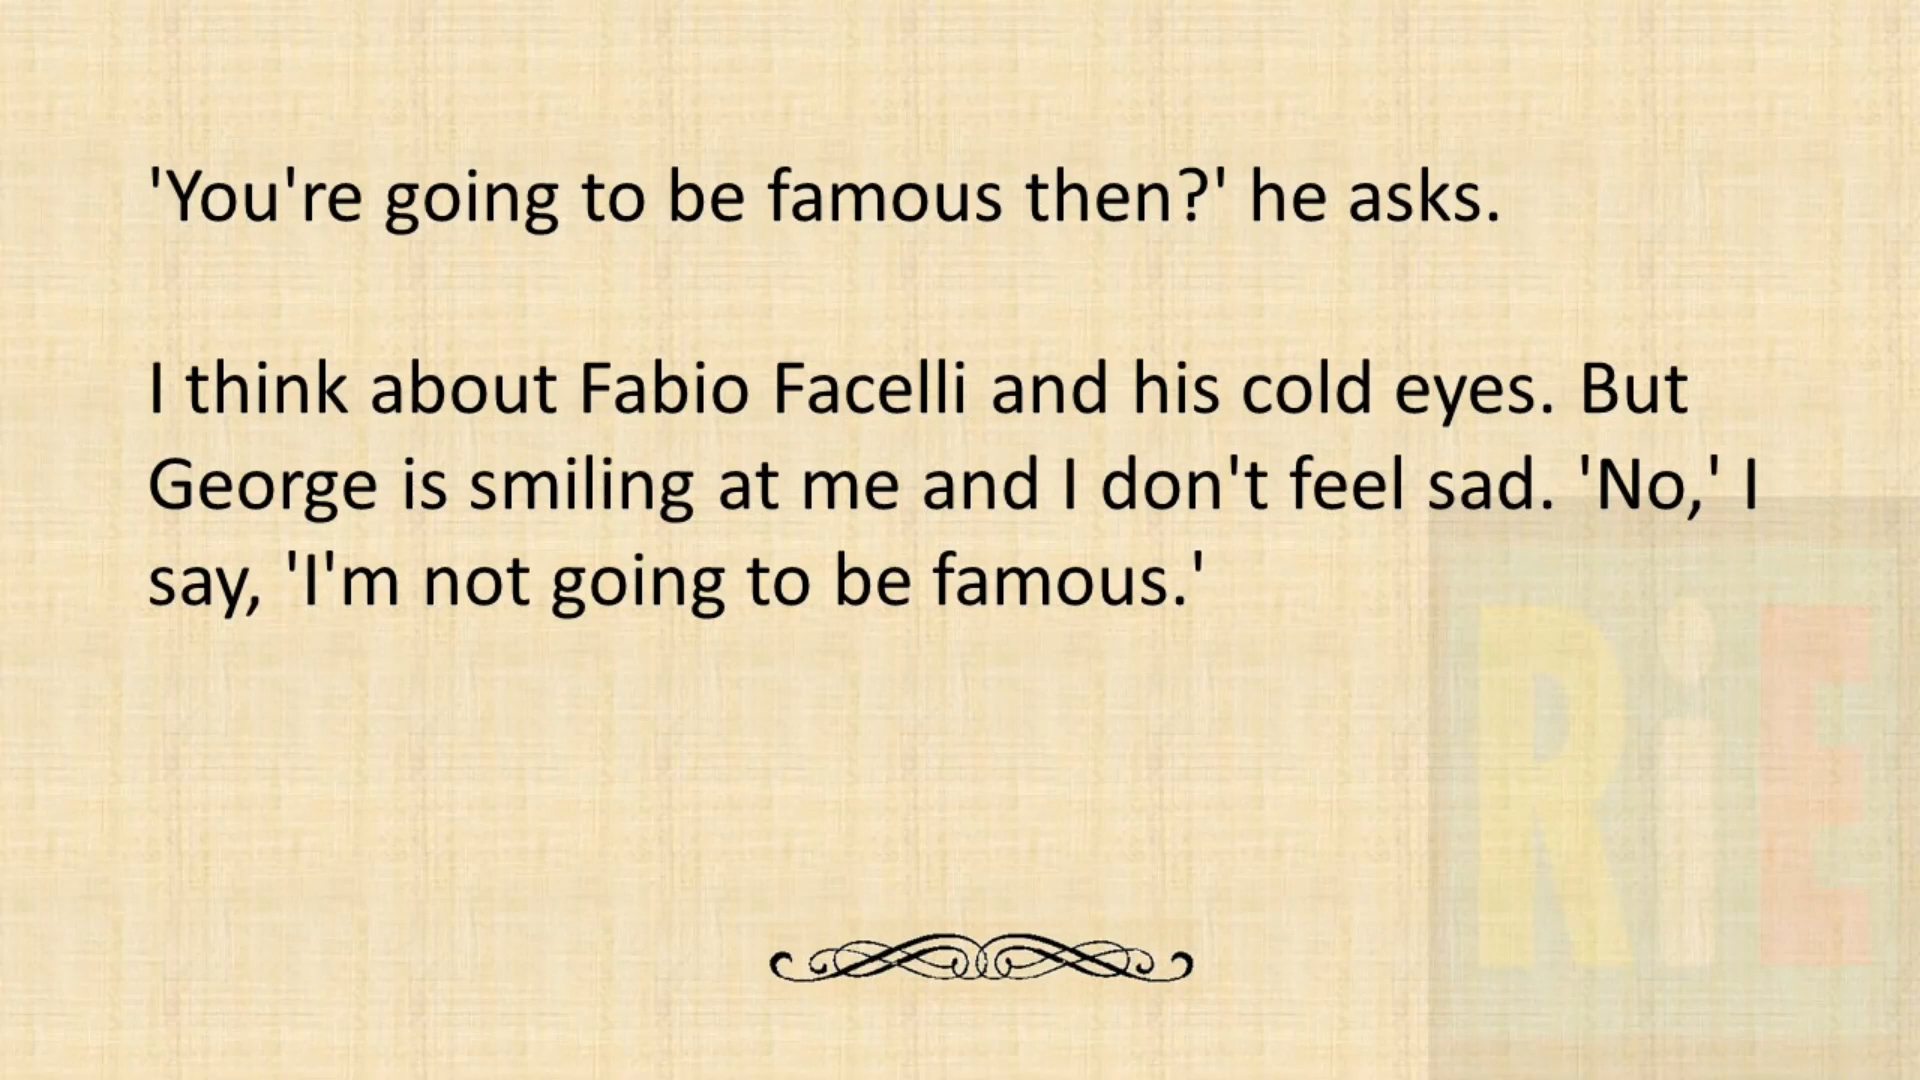 'You're going to be famous then?' he asks.
I think about Fabio Facelli and his cold eyes. But
George is smiling at me and I don't feel sad. 'No,' I
say, 'I'm not going to be famous.'
RiE